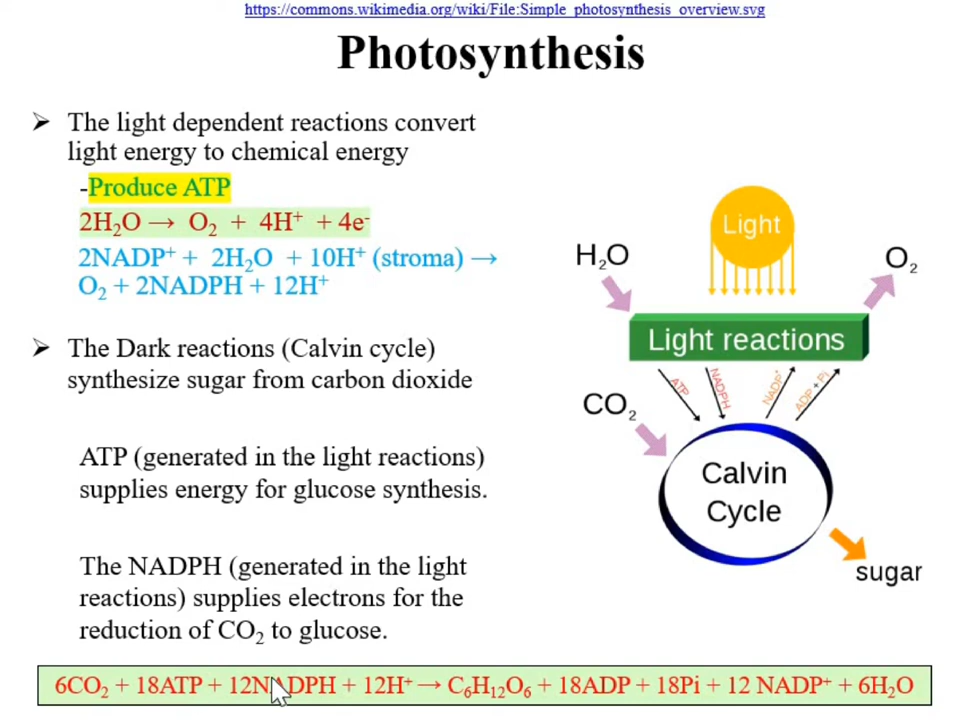 https://commons.wikimedia.org/wiki/File:Simple_photosynthesis_overview.svg
Photosynthesis
➢ The light dependent reactions convert
light energy to chemical energy
-Produce ATP
2H₂O → O₂ + 4H⁺ + 4e⁻
2NADP⁺ + 2H₂O + 10H⁺ (stroma) →
O₂ + 2NADPH + 12H⁺
➢ The Dark reactions (Calvin cycle)
synthesize sugar from carbon dioxide
ATP (generated in the light reactions)
supplies energy for glucose synthesis.
The NADPH (generated in the light
reactions) supplies electrons for the
reduction of CO₂ to glucose.
Light
H₂O
O₂
Light reactions
ATP
NADPH
NADP⁺
ADP + Pi
CO₂
Calvin
Cycle
sugar
6CO₂ + 18ATP + 12NADPH + 12H⁺ → C₆H₁₂O₆ + 18ADP + 18Pi + 12 NADP⁺ + 6H₂O